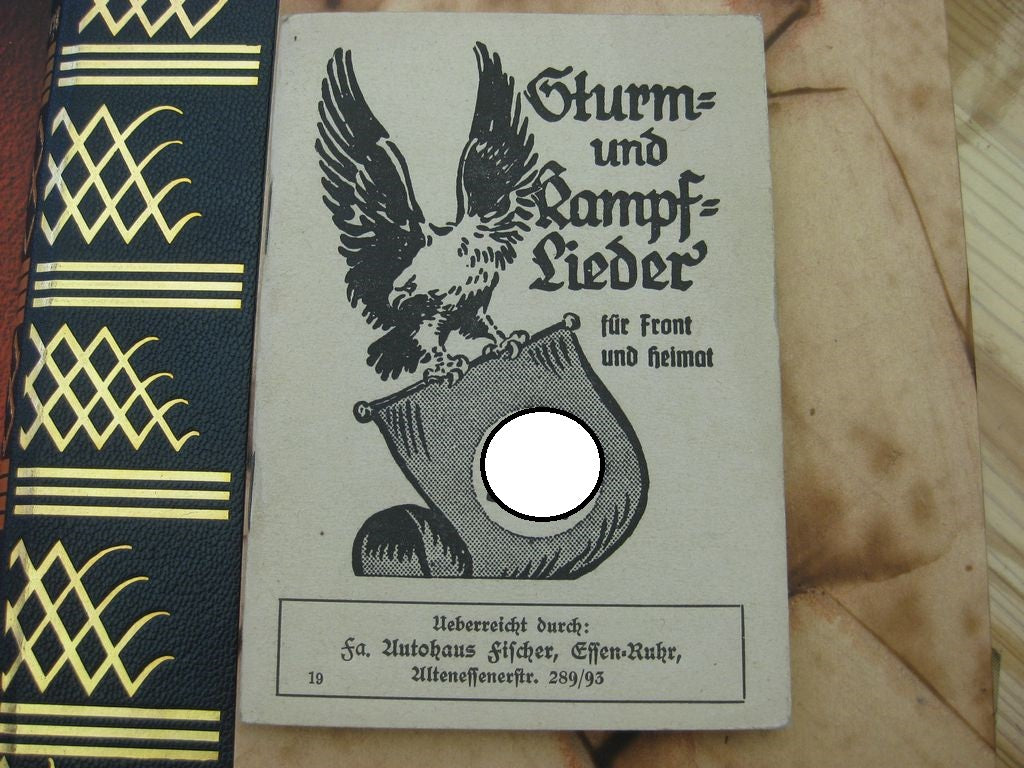 Sturm-
und
Kampf-
Lieder
für Front
und Heimat
Ueberreicht durch:
Fa. Autohaus Fischer, Essen-Ruhr,
19 Altenessenerstr. 289/93